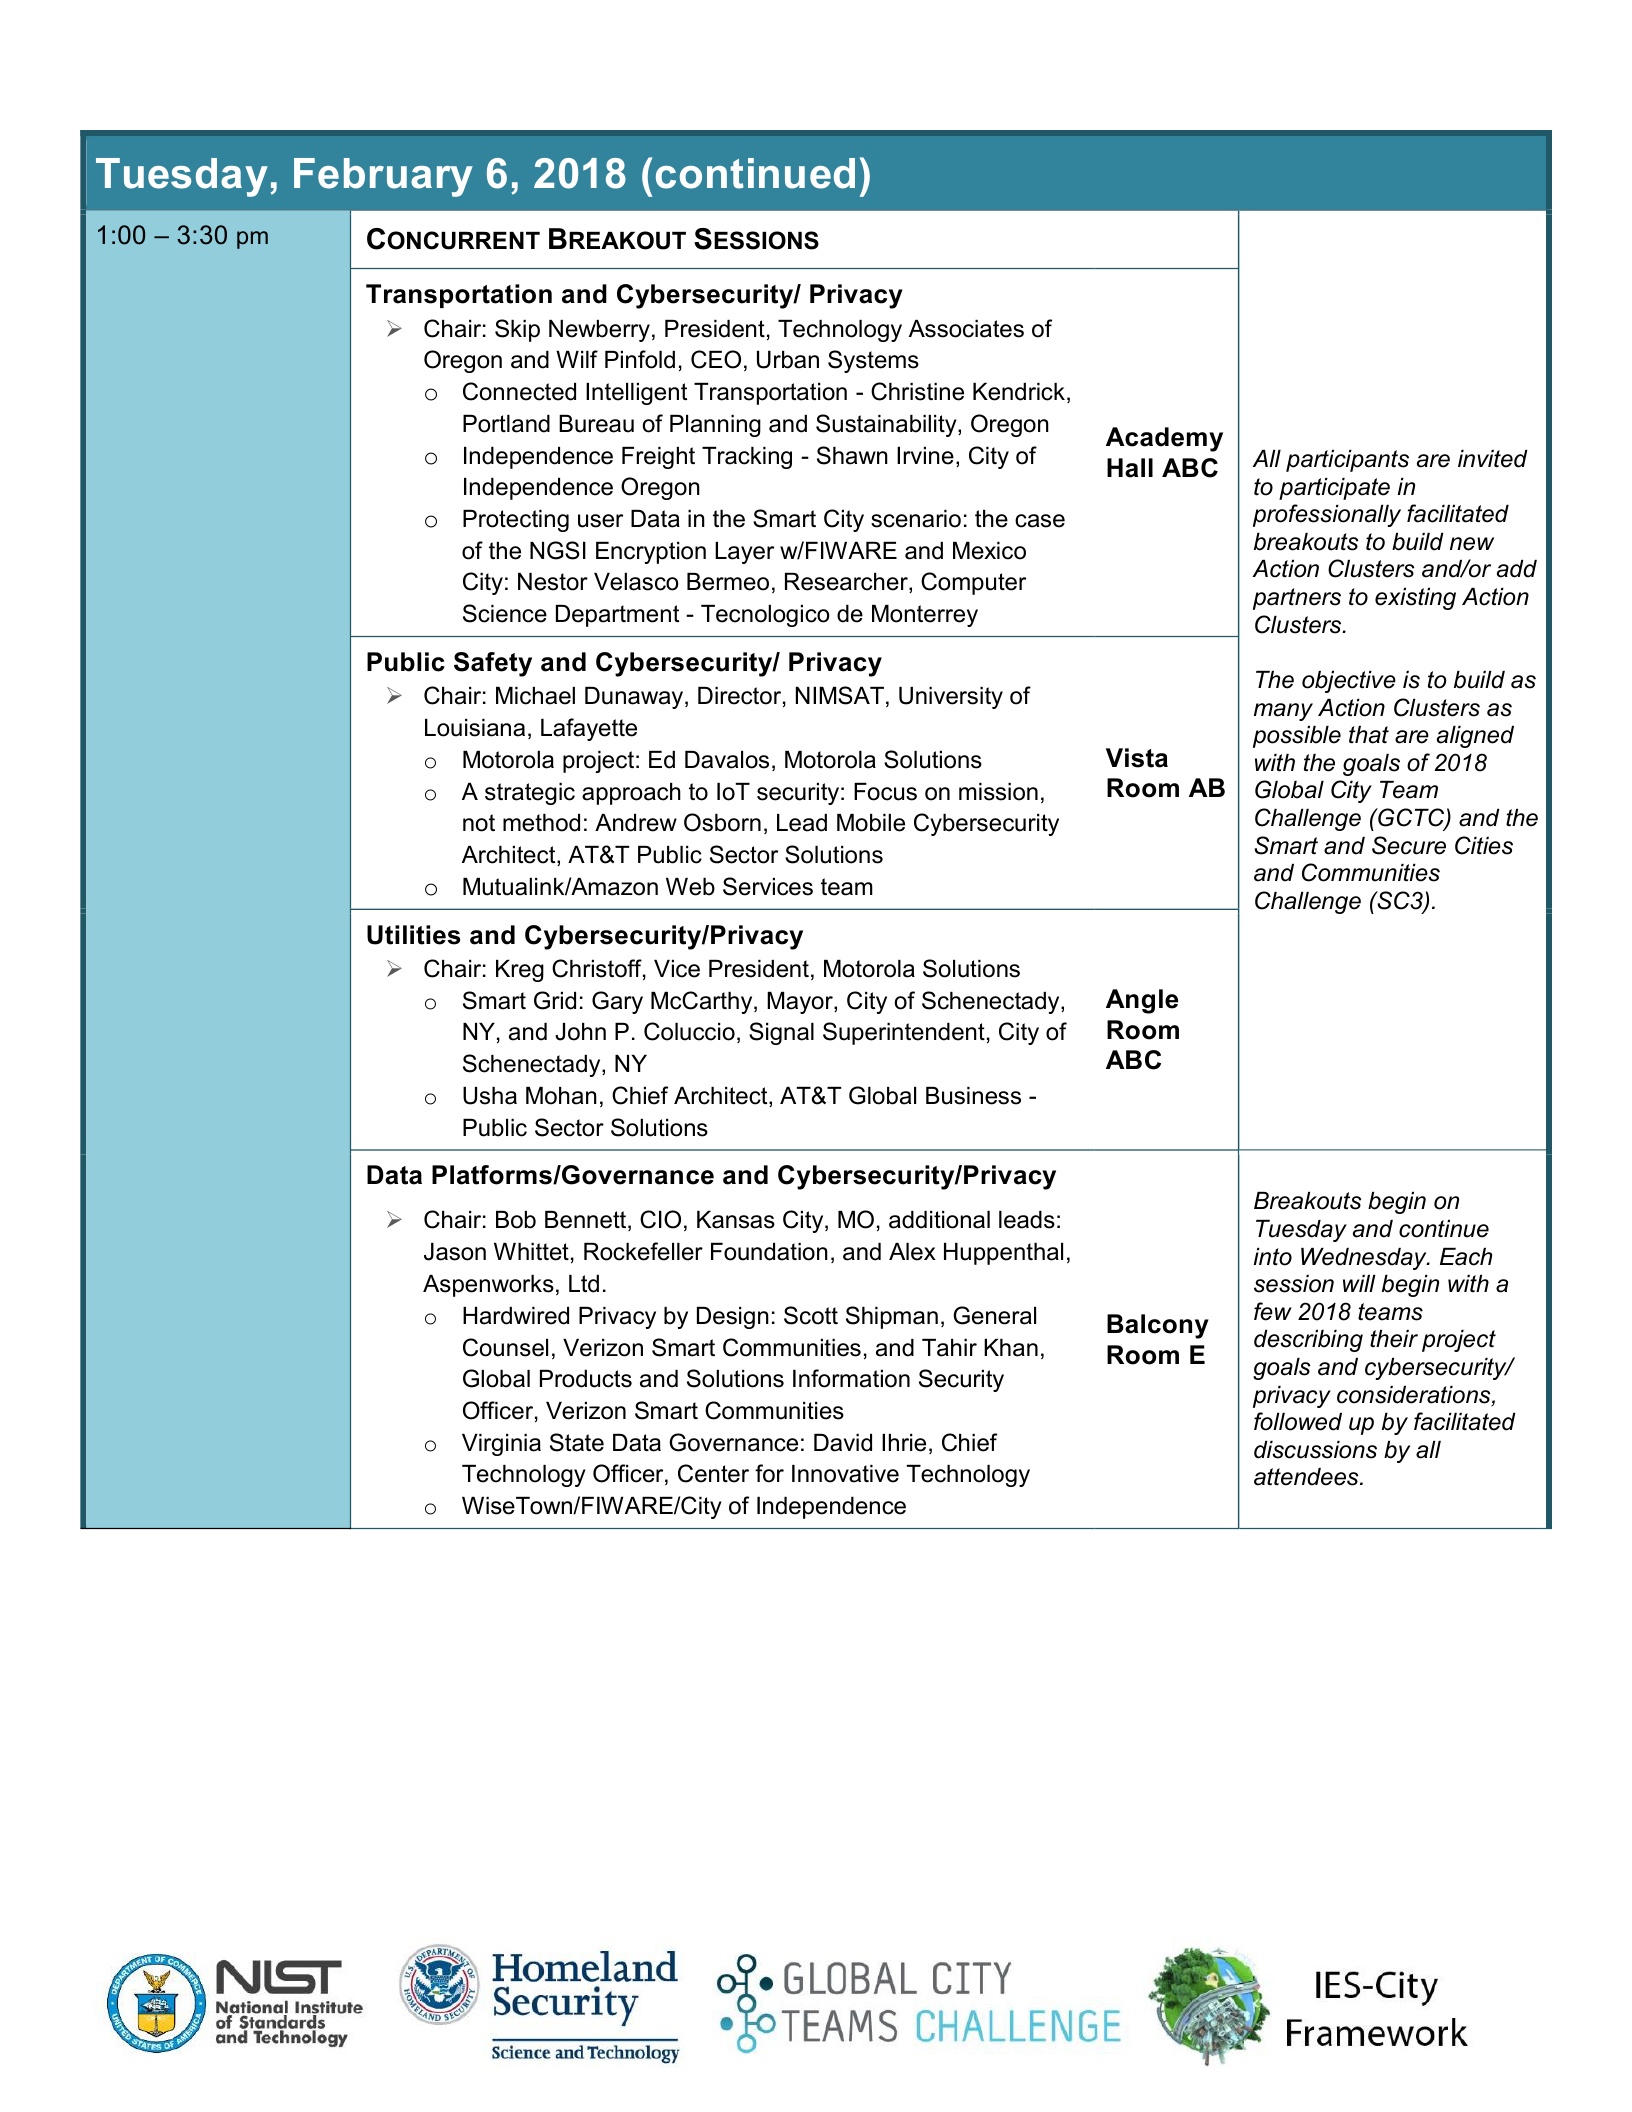 Tuesday, February 6, 2018 (continued)
1:00 – 3:30 pm
CONCURRENT BREAKOUT SESSIONS
Transportation and Cybersecurity/ Privacy
Chair: Skip Newberry, President, Technology Associates of
Oregon and Wilf Pinfold, CEO, Urban Systems
Connected Intelligent Transportation - Christine Kendrick,
Portland Bureau of Planning and Sustainability, Oregon
Independence Freight Tracking - Shawn Irvine, City of
Independence Oregon
Protecting user Data in the Smart City scenario: the case
of the NGSI Encryption Layer w/FIWARE and Mexico
City: Nestor Velasco Bermeo, Researcher, Computer
Science Department - Tecnologico de Monterrey
Academy
Hall ABC
Public Safety and Cybersecurity/ Privacy
Chair: Michael Dunaway, Director, NIMSAT, University of
Louisiana, Lafayette
Motorola project: Ed Davalos, Motorola Solutions
A strategic approach to IoT security: Focus on mission,
not method: Andrew Osborn, Lead Mobile Cybersecurity
Architect, AT&T Public Sector Solutions
Mutualink/Amazon Web Services team
Vista
Room AB
Utilities and Cybersecurity/Privacy
Chair: Kreg Christoff, Vice President, Motorola Solutions
Smart Grid: Gary McCarthy, Mayor, City of Schenectady,
NY, and John P. Coluccio, Signal Superintendent, City of
Schenectady, NY
Usha Mohan, Chief Architect, AT&T Global Business -
Public Sector Solutions
Angle
Room
ABC
All participants are invited
to participate in
professionally facilitated
breakouts to build new
Action Clusters and/or add
partners to existing Action
Clusters.
The objective is to build as
many Action Clusters as
possible that are aligned
with the goals of 2018
Global City Team
Challenge (GCTC) and the
Smart and Secure Cities
and Communities
Challenge (SC3).
Data Platforms/Governance and Cybersecurity/Privacy
Chair: Bob Bennett, CIO, Kansas City, MO, additional leads:
Jason Whittet, Rockefeller Foundation, and Alex Huppenthal,
Aspenworks, Ltd.
Hardwired Privacy by Design: Scott Shipman, General
Counsel, Verizon Smart Communities, and Tahir Khan,
Global Products and Solutions Information Security
Officer, Verizon Smart Communities
Virginia State Data Governance: David Ihrie, Chief
Technology Officer, Center for Innovative Technology
WiseTown/FIWARE/City of Independence
Balcony
Room E
Breakouts begin on
Tuesday and continue
into Wednesday. Each
session will begin with a
few 2018 teams
describing their project
goals and cybersecurity/
privacy considerations,
followed up by facilitated
discussions by all
attendees.
DEPARTMENT OF COMMERCE
UNITED STATES OF AMERICA
NIST
National Institute
of Standards
and Technology
U.S. DEPARTMENT OF
HOMELAND SECURITY
Homeland
Security
Science and Technology
GLOBAL CITY
TEAMS CHALLENGE
IES-City
Framework